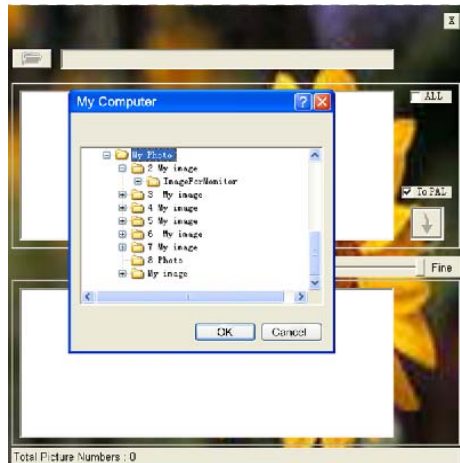 X
My Computer
ALL
My Photo
2 My image
ImageForMonitor
3 My image
4 My image
5 My image
6 My image
7 My image
8 Photo
My image
To PAL
Fine
OK
Cancel
Total Picture Numbers : 0